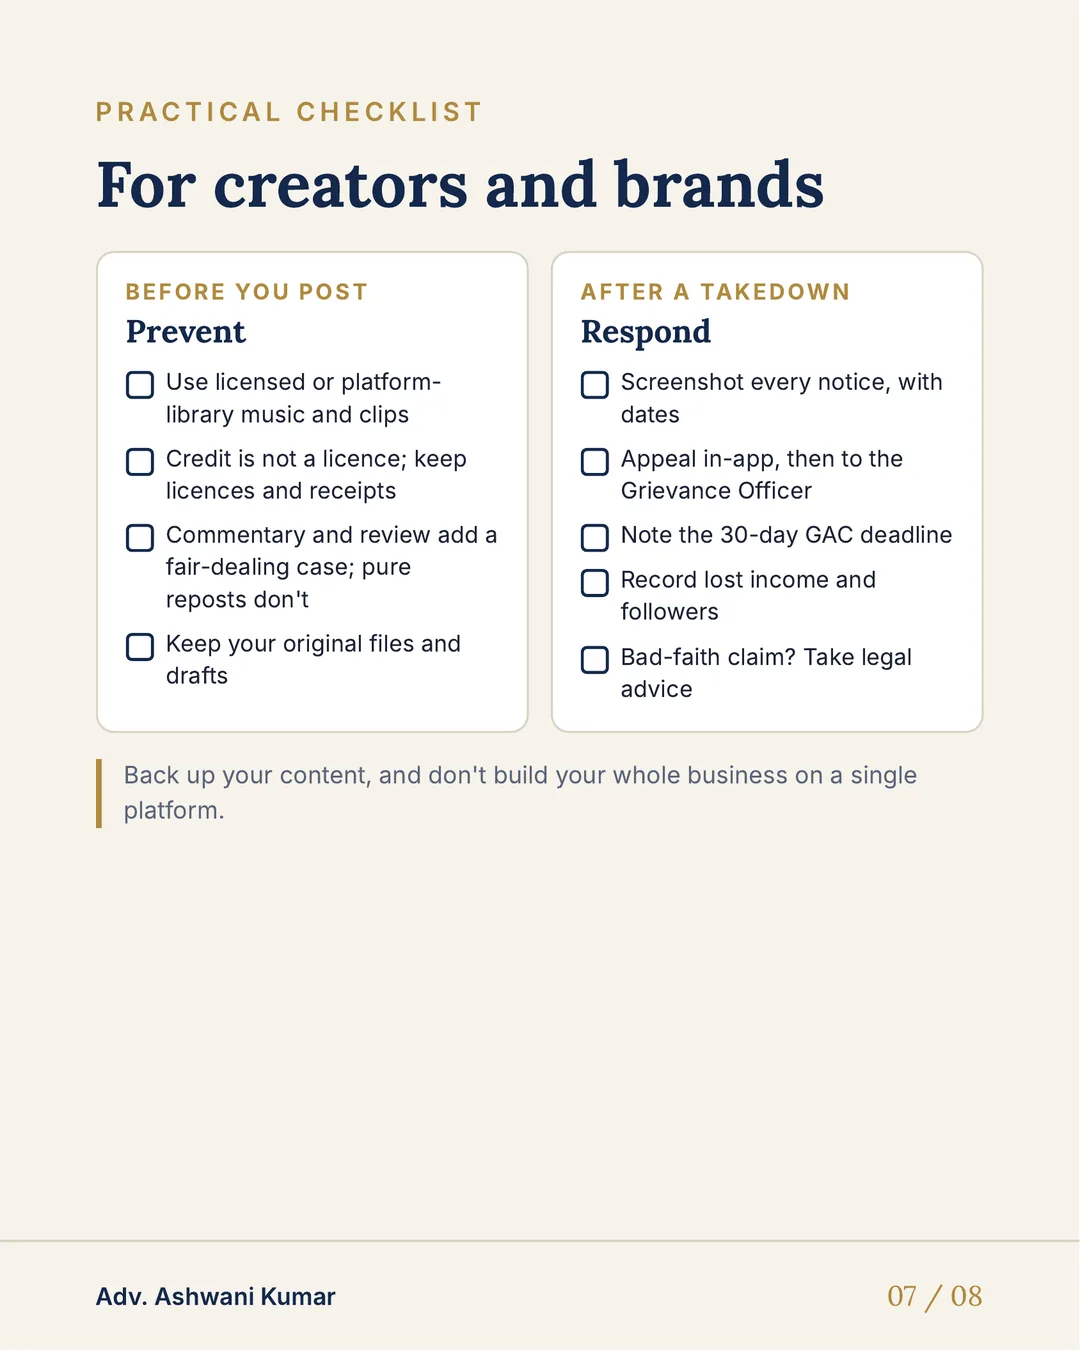 PRACTICAL CHECKLIST
For creators and brands
BEFORE YOU POST
Prevent
Use licensed or platform-
library music and clips
Credit is not a licence; keep
licences and receipts
Commentary and review add a
fair-dealing case; pure
reposts don't
Keep your original files and
drafts
AFTER A TAKEDOWN
Respond
Screenshot every notice, with
dates
Appeal in-app, then to the
Grievance Officer
Note the 30-day GAC deadline
Record lost income and
followers
Bad-faith claim? Take legal
advice
Back up your content, and don't build your whole business on a single
platform.
Adv. Ashwani Kumar
07 / 08